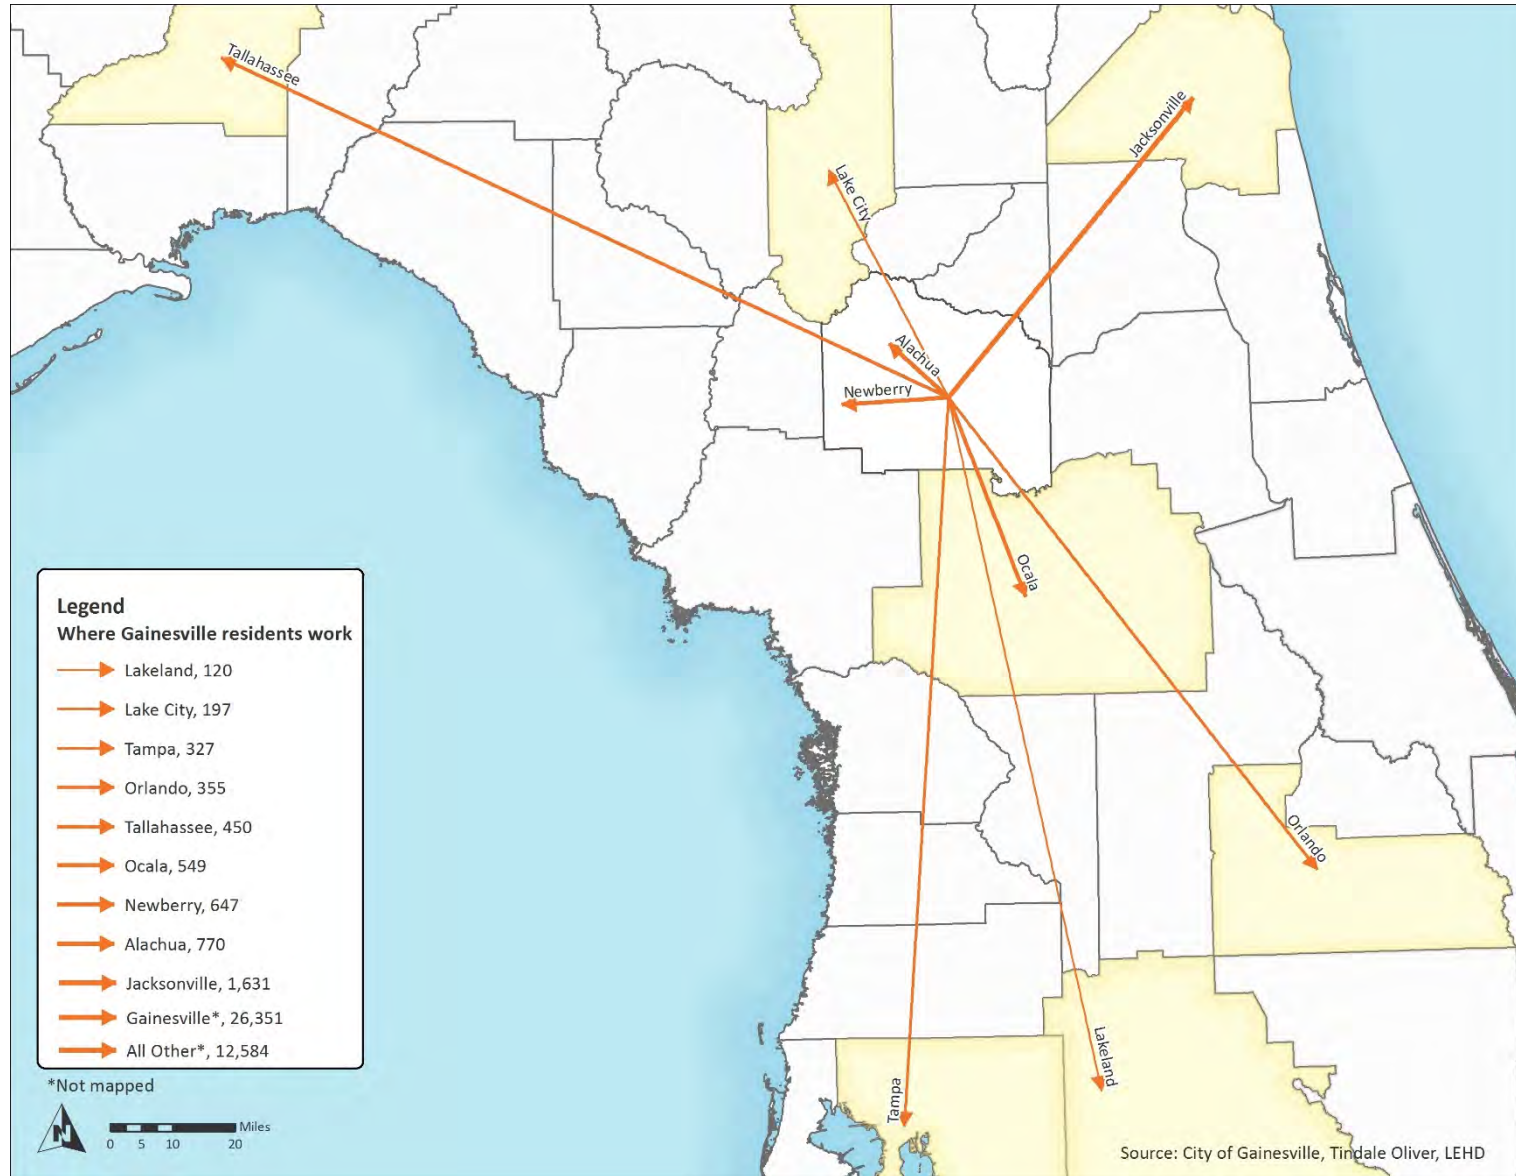 Tallahassee
Jacksonville
Lake City
Alachua
Newberry
Ocala
Orlando
Lakeland
Tampa
Legend
Where Gainesville residents work
Lakeland, 120
Lake City, 197
Tampa, 327
Orlando, 355
Tallahassee, 450
Ocala, 549
Newberry, 647
Alachua, 770
Jacksonville, 1,631
Gainesville*, 26,351
All Other*, 12,584
*Not mapped
N
Miles
0 5 10 20
Source: City of Gainesville, Tindale Oliver, LEHD